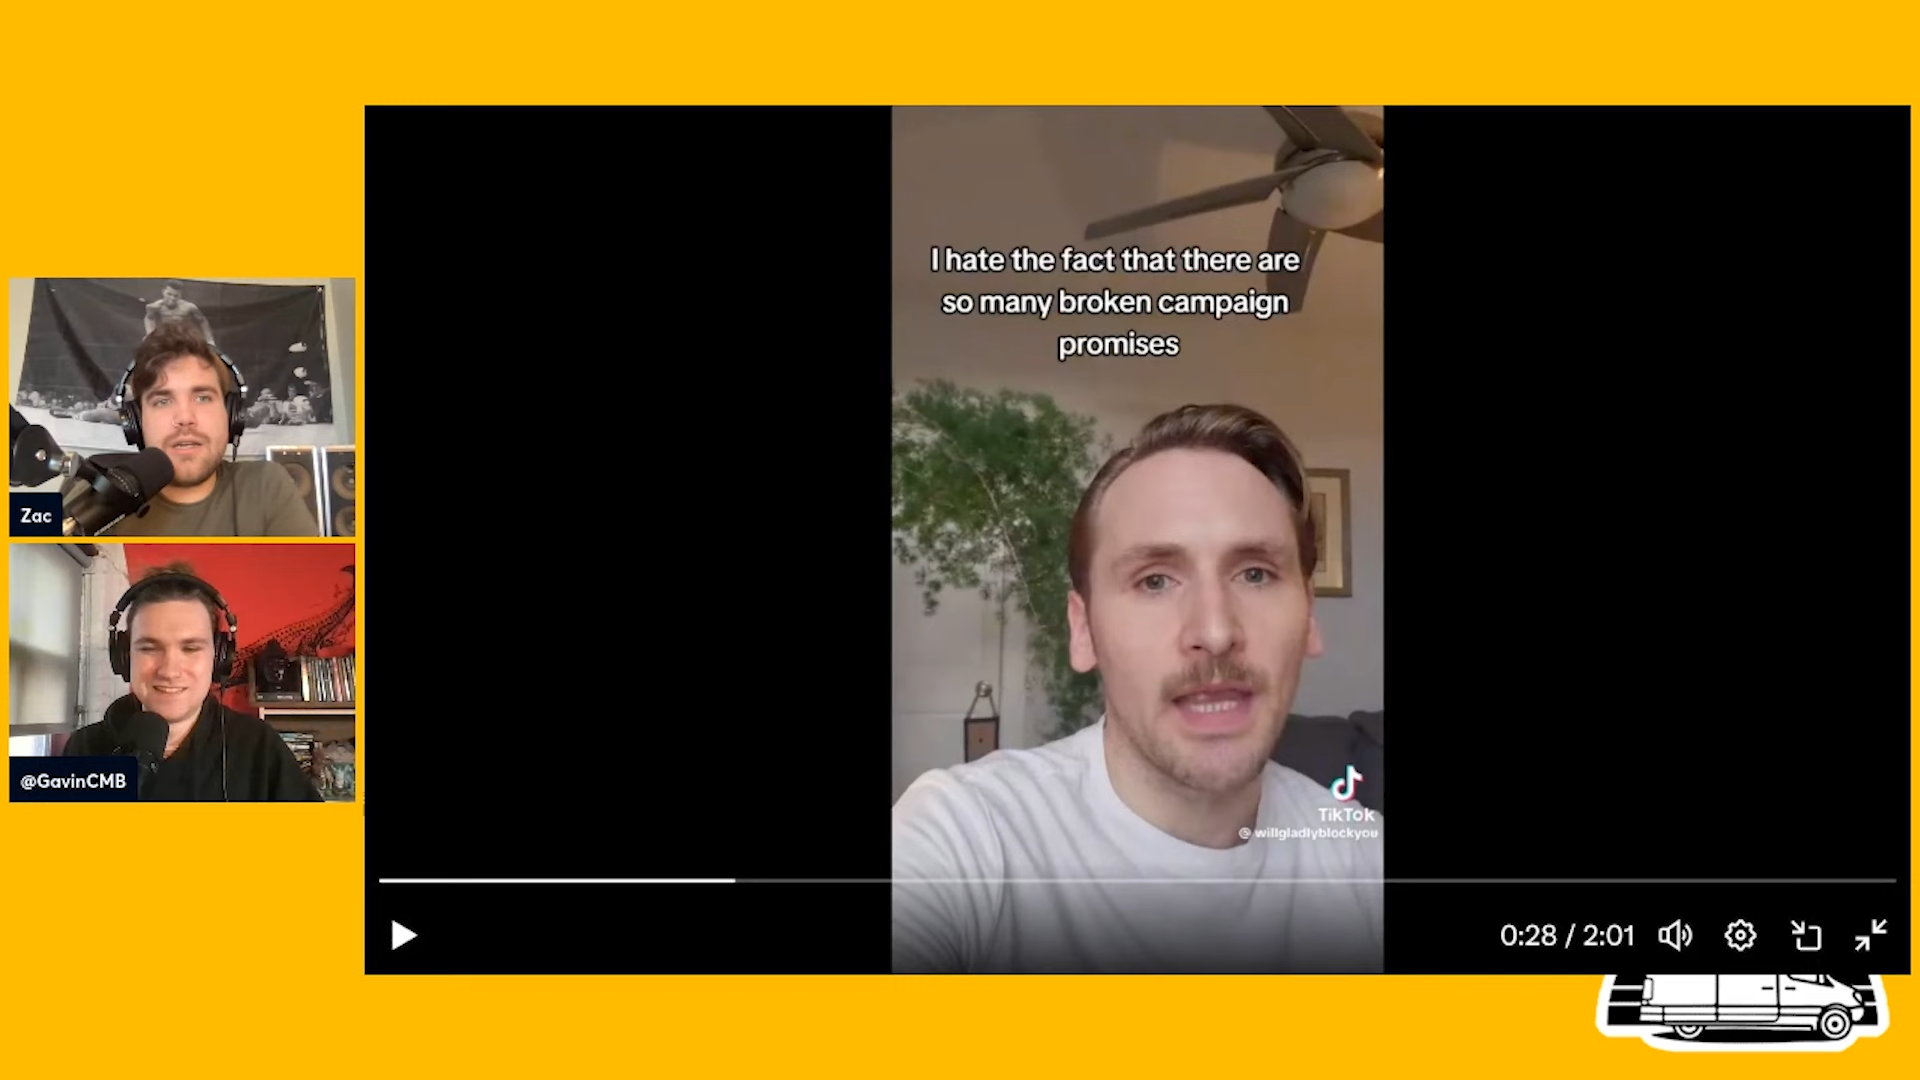 I hate the fact that there are
so many broken campaign
promises
Zac
@GavinCMB
TikTok
@ willgladlyblockyou
0:28 / 2:01